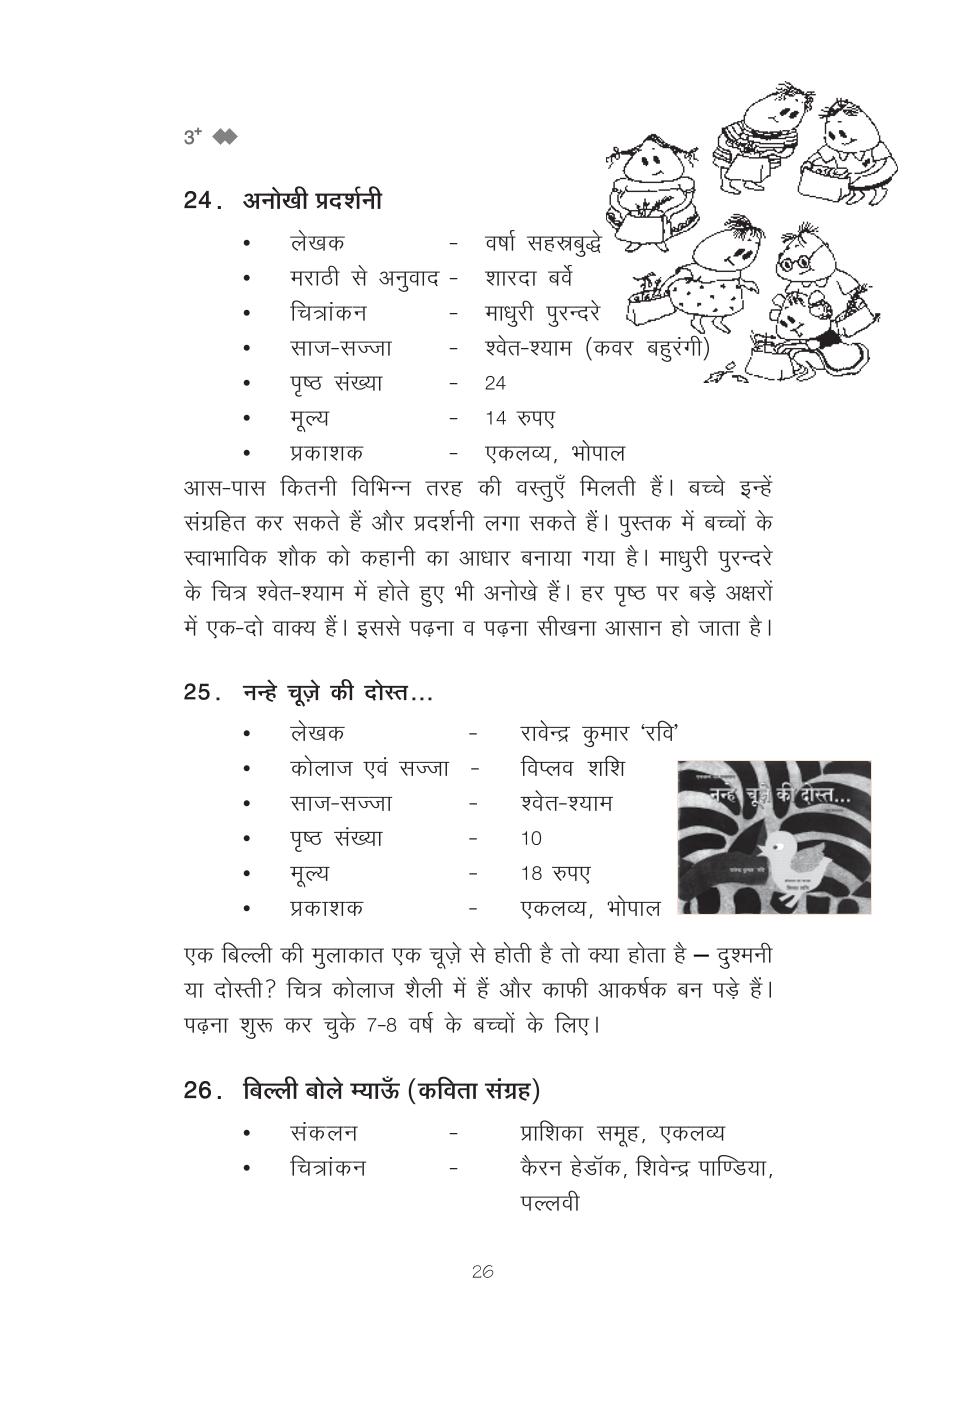 3+
24. अनोखी प्रदर्शनी
• लेखक - वर्षा सहस्रबुद्धे
• मराठी से अनुवाद - शारदा बर्वे
• चित्रांकन - माधुरी पुरन्दरे
• साज-सज्जा - श्वेत-श्याम (कवर बहुरंगी)
• पृष्ठ संख्या - 24
• मूल्य - 14 रुपए
• प्रकाशक - एकलव्य, भोपाल
आस-पास कितनी विभिन्न तरह की वस्तुएँ मिलती हैं। बच्चे इन्हें
संग्रहित कर सकते हैं और प्रदर्शनी लगा सकते हैं। पुस्तक में बच्चों के
स्वाभाविक शौक को कहानी का आधार बनाया गया है। माधुरी पुरन्दरे
के चित्र श्वेत-श्याम में होते हुए भी अनोखे हैं। हर पृष्ठ पर बड़े अक्षरों
में एक-दो वाक्य हैं। इससे पढ़ना व पढ़ना सीखना आसान हो जाता है।
25. नन्हे चूज़े की दोस्त...
• लेखक - रावेन्द्र कुमार ‘रवि’
• कोलाज एवं सज्जा - विप्लव शशि
• साज-सज्जा - श्वेत-श्याम
• पृष्ठ संख्या - 10
• मूल्य - 18 रुपए
• प्रकाशक - एकलव्य, भोपाल
नन्हे चूज़े की दोस्त...
एक बिल्ली की मुलाकात एक चूज़े से होती है तो क्या होता है – दुश्मनी
या दोस्ती? चित्र कोलाज शैली में हैं और काफी आकर्षक बन पड़े हैं।
पढ़ना शुरू कर चुके 7-8 वर्ष के बच्चों के लिए।
26. बिल्ली बोले म्याऊँ (कविता संग्रह)
• संकलन - प्राशिका समूह, एकलव्य
• चित्रांकन - कैरन हेडॉक, शिवेन्द्र पाण्डिया,
पल्लवी
26